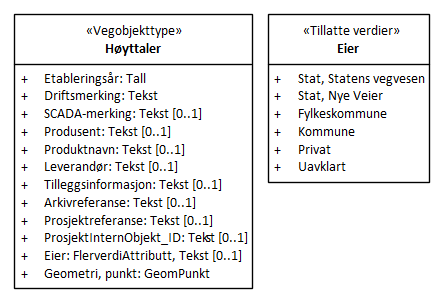 «Vegobjekttype»
Høyttaler
+ Etableringsår: Tall
+ Driftsmerking: Tekst
+ SCADA-merking: Tekst [0..1]
+ Produsent: Tekst [0..1]
+ Produktnavn: Tekst [0..1]
+ Leverandør: Tekst [0..1]
+ Tilleggsinformasjon: Tekst [0..1]
+ Arkivreferanse: Tekst [0..1]
+ Prosjektreferanse: Tekst [0..1]
+ ProsjektInternObjekt_ID: Tekst [0..1]
+ Eier: FlerverdiAttributt, Tekst [0..1]
+ Geometri, punkt: GeomPunkt
«Tillatte verdier»
Eier
+ Stat, Statens vegvesen
+ Stat, Nye Veier
+ Fylkeskommune
+ Kommune
+ Privat
+ Uavklart